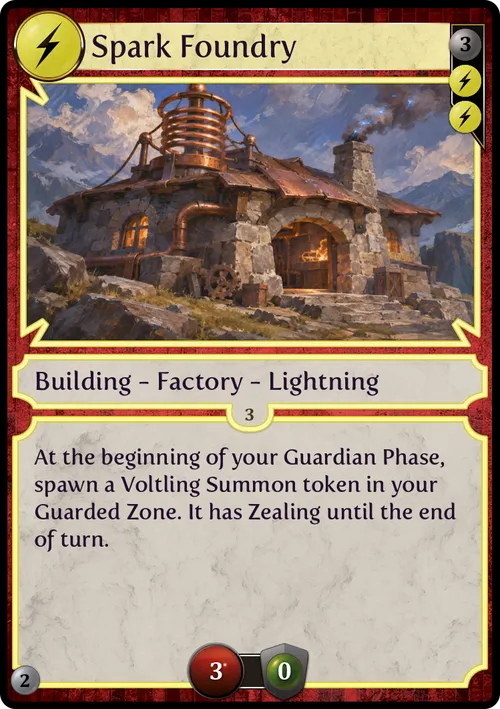 Spark Foundry
3
Building – Factory – Lightning
3
At the beginning of your Guardian Phase,
spawn a Voltling Summon token in your
Guarded Zone. It has Zealing until the end
of turn.
3*
0
2